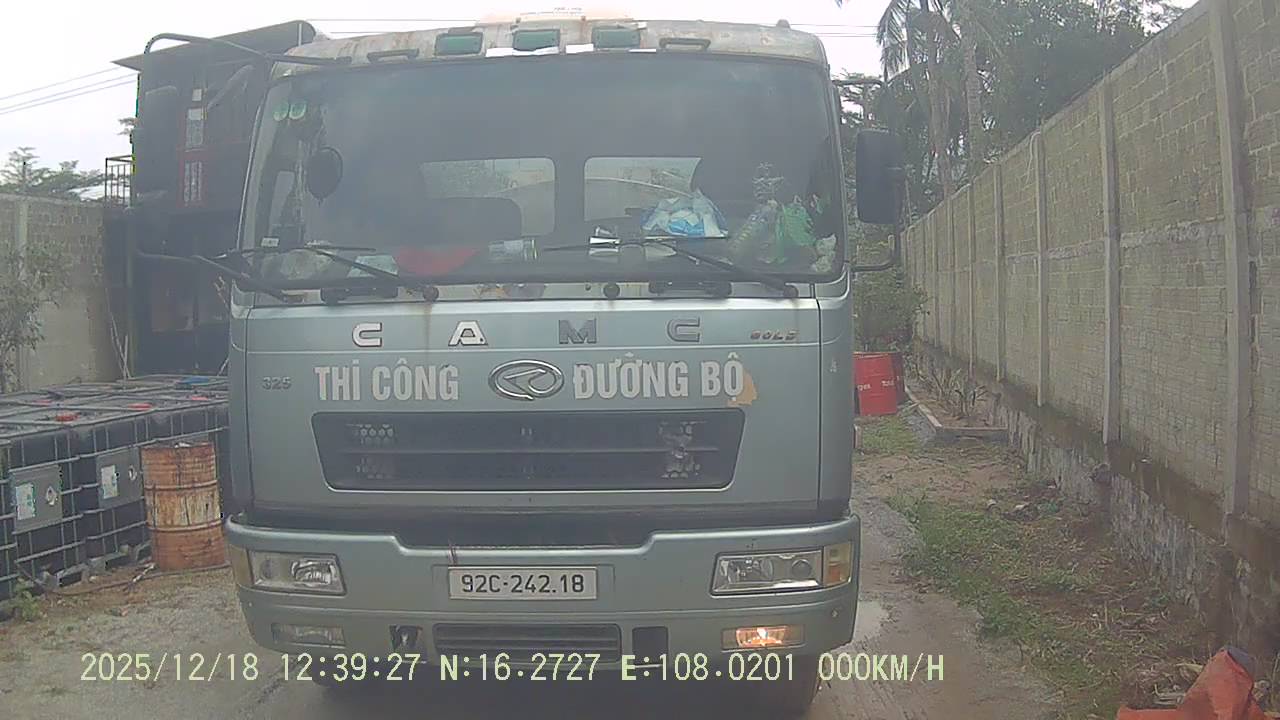 CAMC
325
THI CÔNG ĐƯỜNG BỘ
92C-242.18
2025/12/18 12:39:27 N:16.2727 E:108.0201 000KM/H